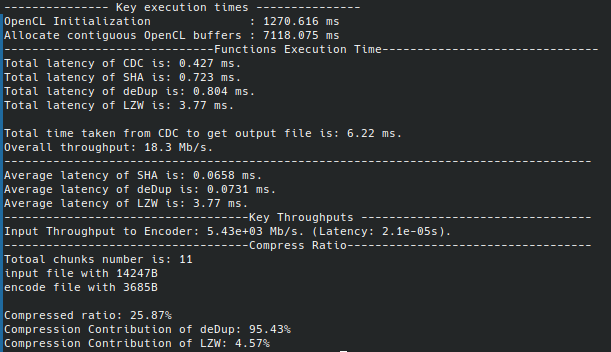 --------------- Key execution times ---------------
OpenCL Initialization             : 1270.616 ms
Allocate contiguous OpenCL buffers : 7118.075 ms
------------------------------Functions Execution Time-------------------------------
Total latency of CDC is: 0.427 ms.
Total latency of SHA is: 0.723 ms.
Total latency of deDup is: 0.804 ms.
Total latency of LZW is: 3.77 ms.

Total time taken from CDC to get output file is: 6.22 ms.
Overall throughput: 18.3 Mb/s.
------------------------------------------------------------------------------------
Average latency of SHA is: 0.0658 ms.
Average latency of deDup is: 0.0731 ms.
Average latency of LZW is: 3.77 ms.
-----------------------------------Key Throughputs ---------------------------------
Input Throughput to Encoder: 5.43e+03 Mb/s. (Latency: 2.1e-05s).
-----------------------------------Compress Ratio-----------------------------------
Totoal chunks number is: 11
input file with 14247B
encode file with 3685B

Compressed ratio: 25.87%
Compression Contribution of deDup: 95.43%
Compression Contribution of LZW: 4.57%